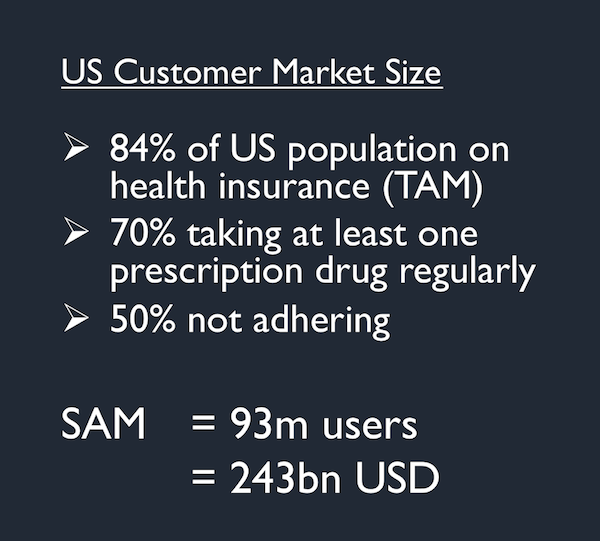 US Customer Market Size
➢ 84% of US population on
health insurance (TAM)
➢ 70% taking at least one
prescription drug regularly
➢ 50% not adhering
SAM = 93m users
= 243bn USD